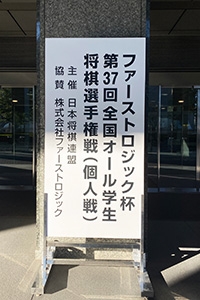 ファーストロジック杯
第37回全国オール学生
将棋選手権戦(個人戦)
主催 日本将棋連盟
協賛 株式会社ファーストロジック